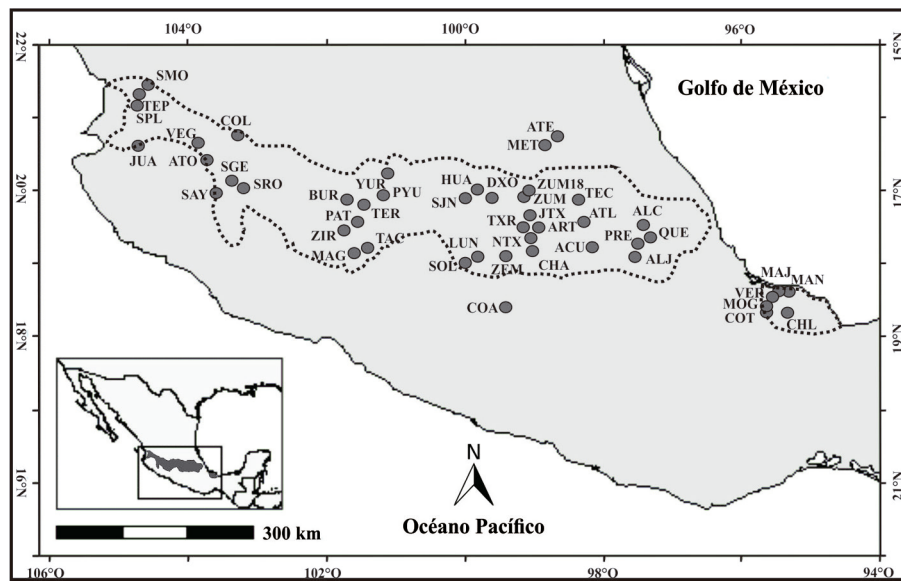 104°O
100°O
96°O
22°N
15°N
Golfo de México
SMO
TEP
SPL
COL
VEG
ATE
MET
JUA
ATO
SGE
SRO
SAY
YUR
BUR
PYU
HUA
DXO
ZUM18
SJN
ZUM
TEC
20°N
17°N
PAT
TER
TXR
JTX
ART
ATL
ALC
ZIR
TAC
LUN
NTX
ACU
PRE
QUE
MAG
SOL
ZEM
CHA
ALJ
MAJ
MAN
VER
MOG
COT
CHL
COA
18°N
19°N
N
Océano Pacífico
300 km
16°N
21°N
106°O
102°O
98°O
94°O